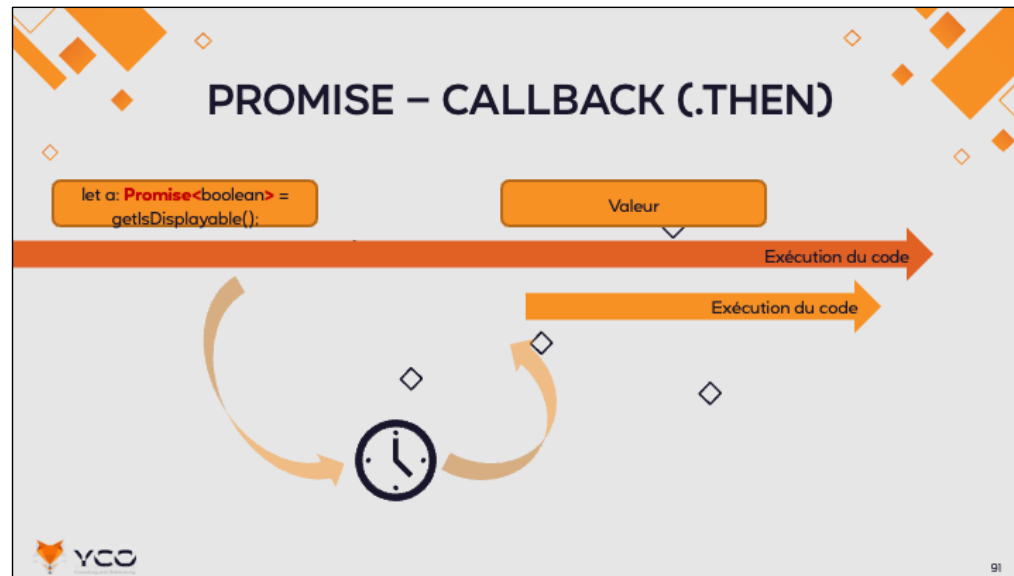 PROMISE – CALLBACK (.THEN)
let a: Promise<boolean> =
getIsDisplayable();
Valeur
Exécution du code
Exécution du code
YCO
91